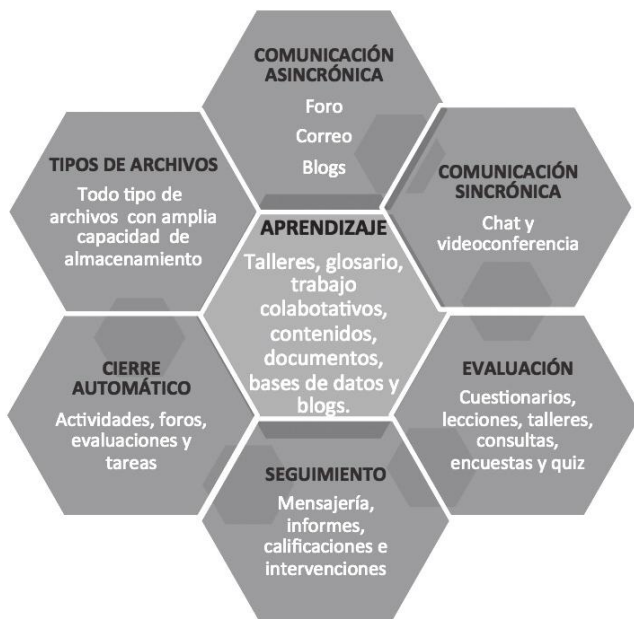 COMUNICACIÓN
ASINCRÓNICA
Foro
Correo
Blogs
COMUNICACIÓN
SINCRÓNICA
Chat y
videoconferencia
EVALUACIÓN
Cuestionarios,
lecciones, talleres,
consultas,
encuestas y quiz
SEGUIMIENTO
Mensajería,
informes,
calificaciones e
intervenciones
CIERRE
AUTOMÁTICO
Actividades, foros,
evaluaciones y
tareas
TIPOS DE ARCHIVOS
Todo tipo de
archivos con amplia
capacidad de
almacenamiento
APRENDIZAJE
Talleres, glosario,
trabajo
colabotativos,
contenidos,
documentos,
bases de datos y
blogs.